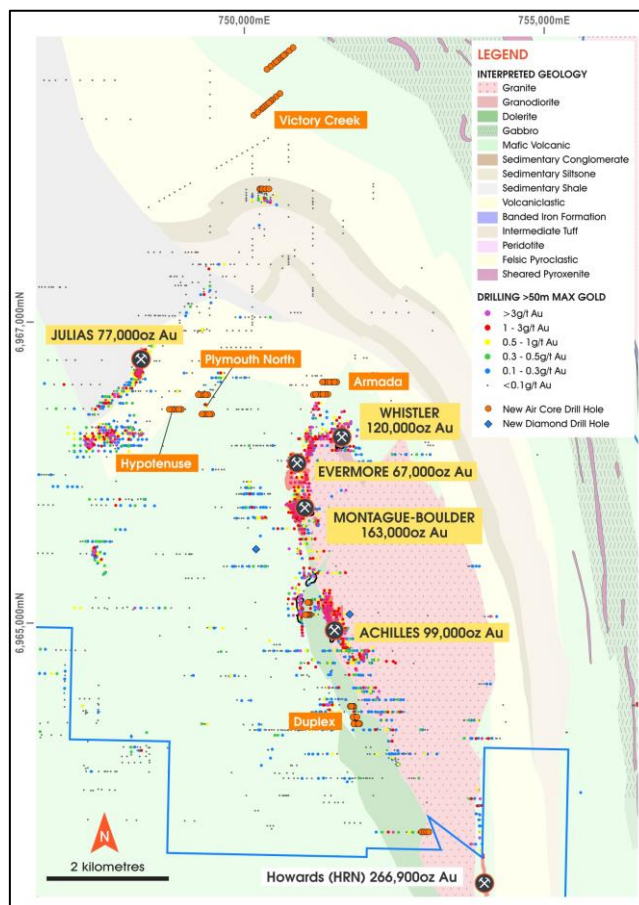 750,000mE
755,000mE
LEGEND
INTERPRETED GEOLOGY
Granite
Granodiorite
Dolerite
Gabbro
Mafic Volcanic
Sedimentary Conglomerate
Sedimentary Siltsone
Sedimentary Shale
Volcaniclastic
Banded Iron Formation
Intermediate Tuff
Peridotite
Felsic Pyroclastic
Sheared Pyroxenite
DRILLING >50m MAX GOLD
>3g/t Au
1 - 3g/t Au
0.5 - 1g/t Au
0.3 - 0.5g/t Au
0.1 - 0.3g/t Au
<0.1g/t Au
New Air Core Drill Hole
New Diamond Drill Hole
Victory Creek
6,967,000mN
JULIAS 77,000oz Au
Plymouth North
Armada
WHISTLER
120,000oz Au
Hypotenuse
EVERMORE 67,000oz Au
MONTAGUE-BOULDER
163,000oz Au
6,965,000mN
ACHILLES 99,000oz Au
Duplex
N
2 kilometres
Howards (HRN) 266,900oz Au